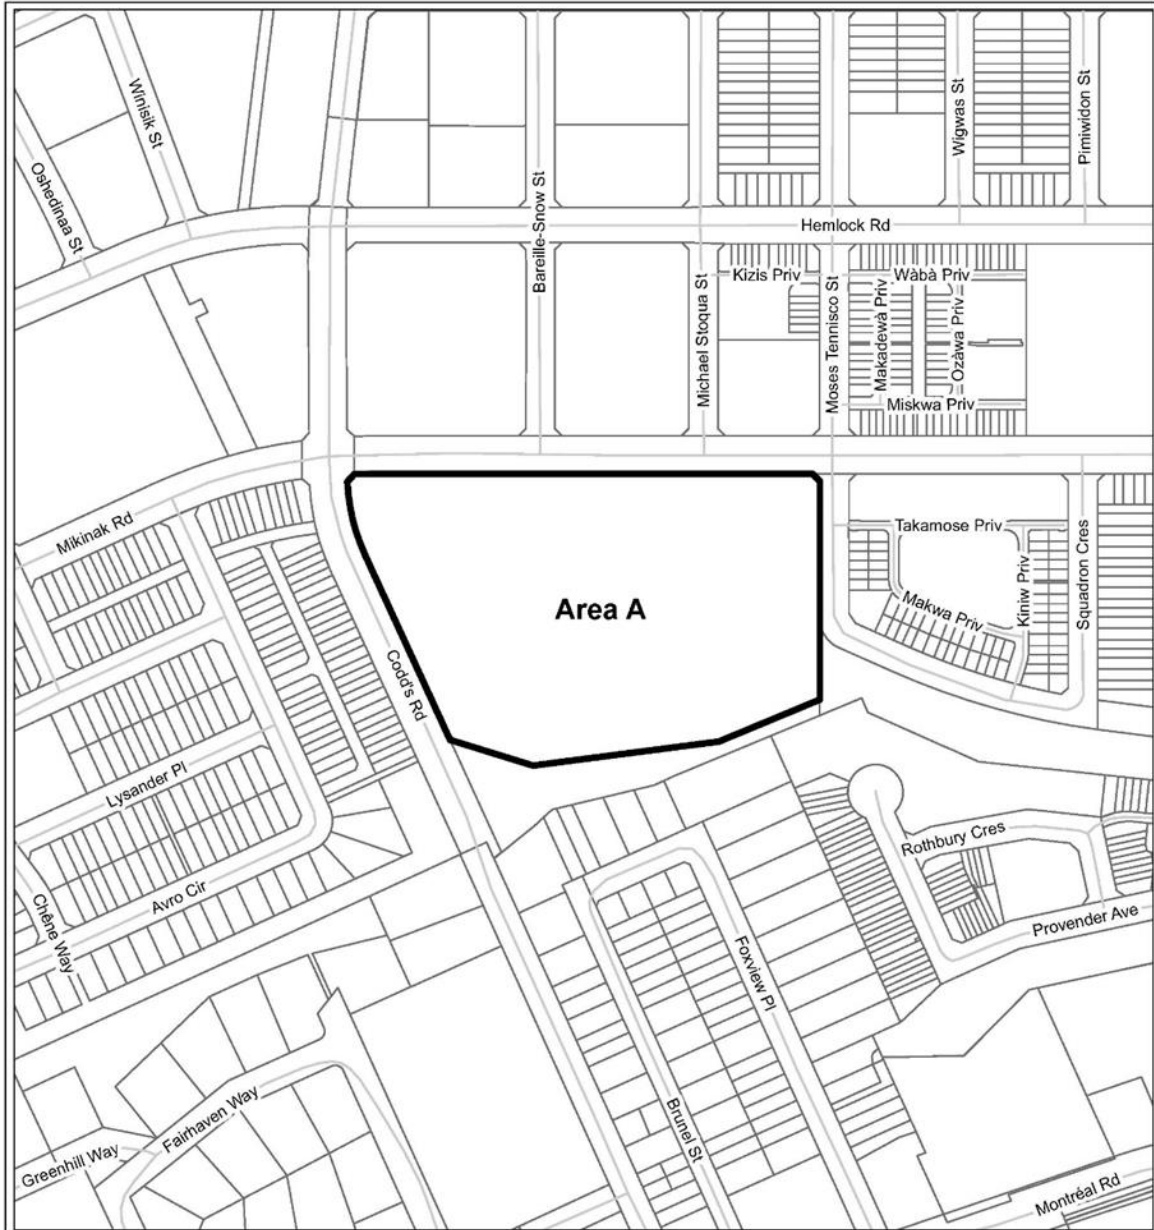 Winisik St
Oshedinaa St
Bareille-Snow St
Wigwas St
Pimiwidon St
Hemlock Rd
Kizis Priv
Wàbà Priv
Michael Stoqua St
Moses Tennisco St
Makadewà Priv
Ozàwa Priv
Miskwa Priv
Mikinak Rd
Takamose Priv
Makwa Priv
Kiniw Priv
Squadron Cres
Area A
Codd's Rd
Lysander Pl
Avro Cir
Chêne Way
Rothbury Cres
Provender Ave
Foxview Pl
Brunel St
Fairhaven Way
Greenhill Way
Montréal Rd